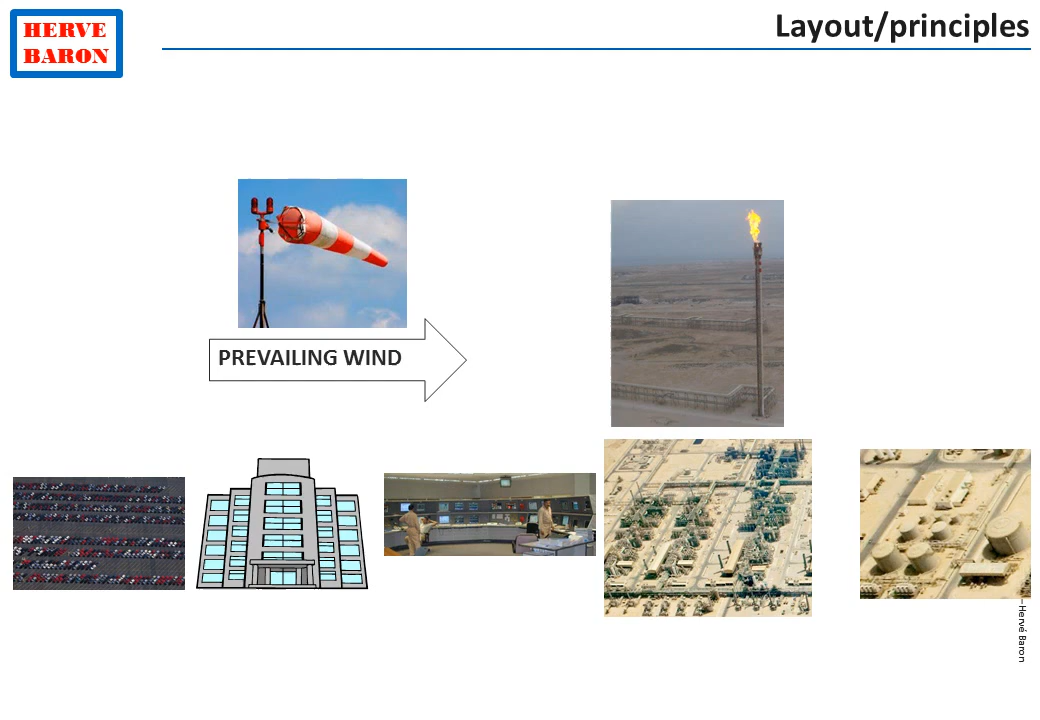 HERVE
BARON
Layout/principles
PREVAILING WIND
–Hervé Baron